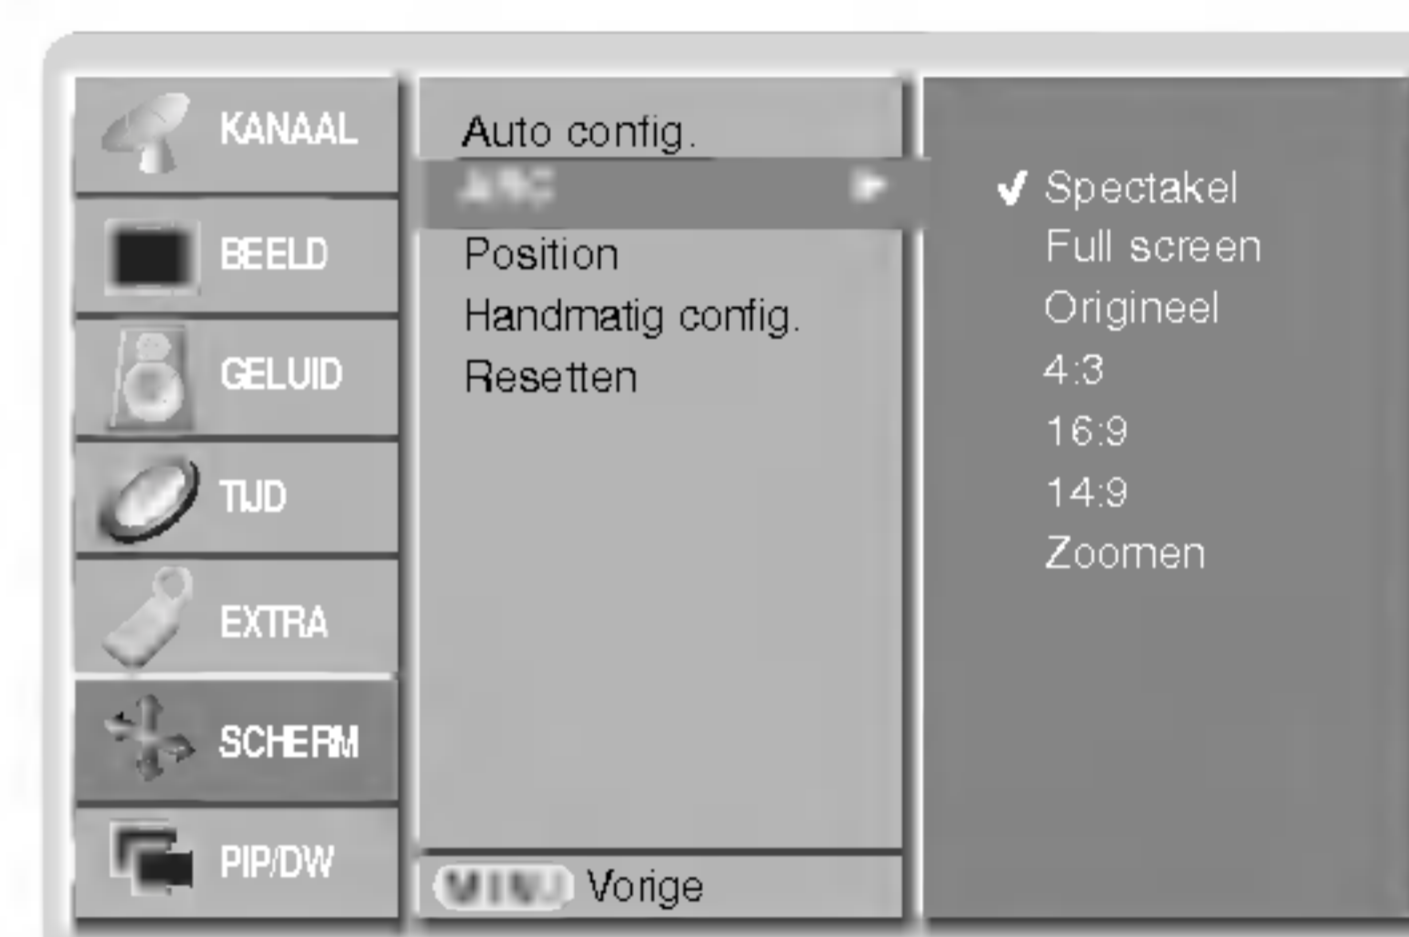 KANAAL
BEELD
GELUID
TIJD
EXTRA
SCHERM
PIP/DW
Auto config.
Position
Handmatig config.
Resetten
Vorige
✔ Spectakel
Full screen
Origineel
4:3
16:9
14:9
Zoomen